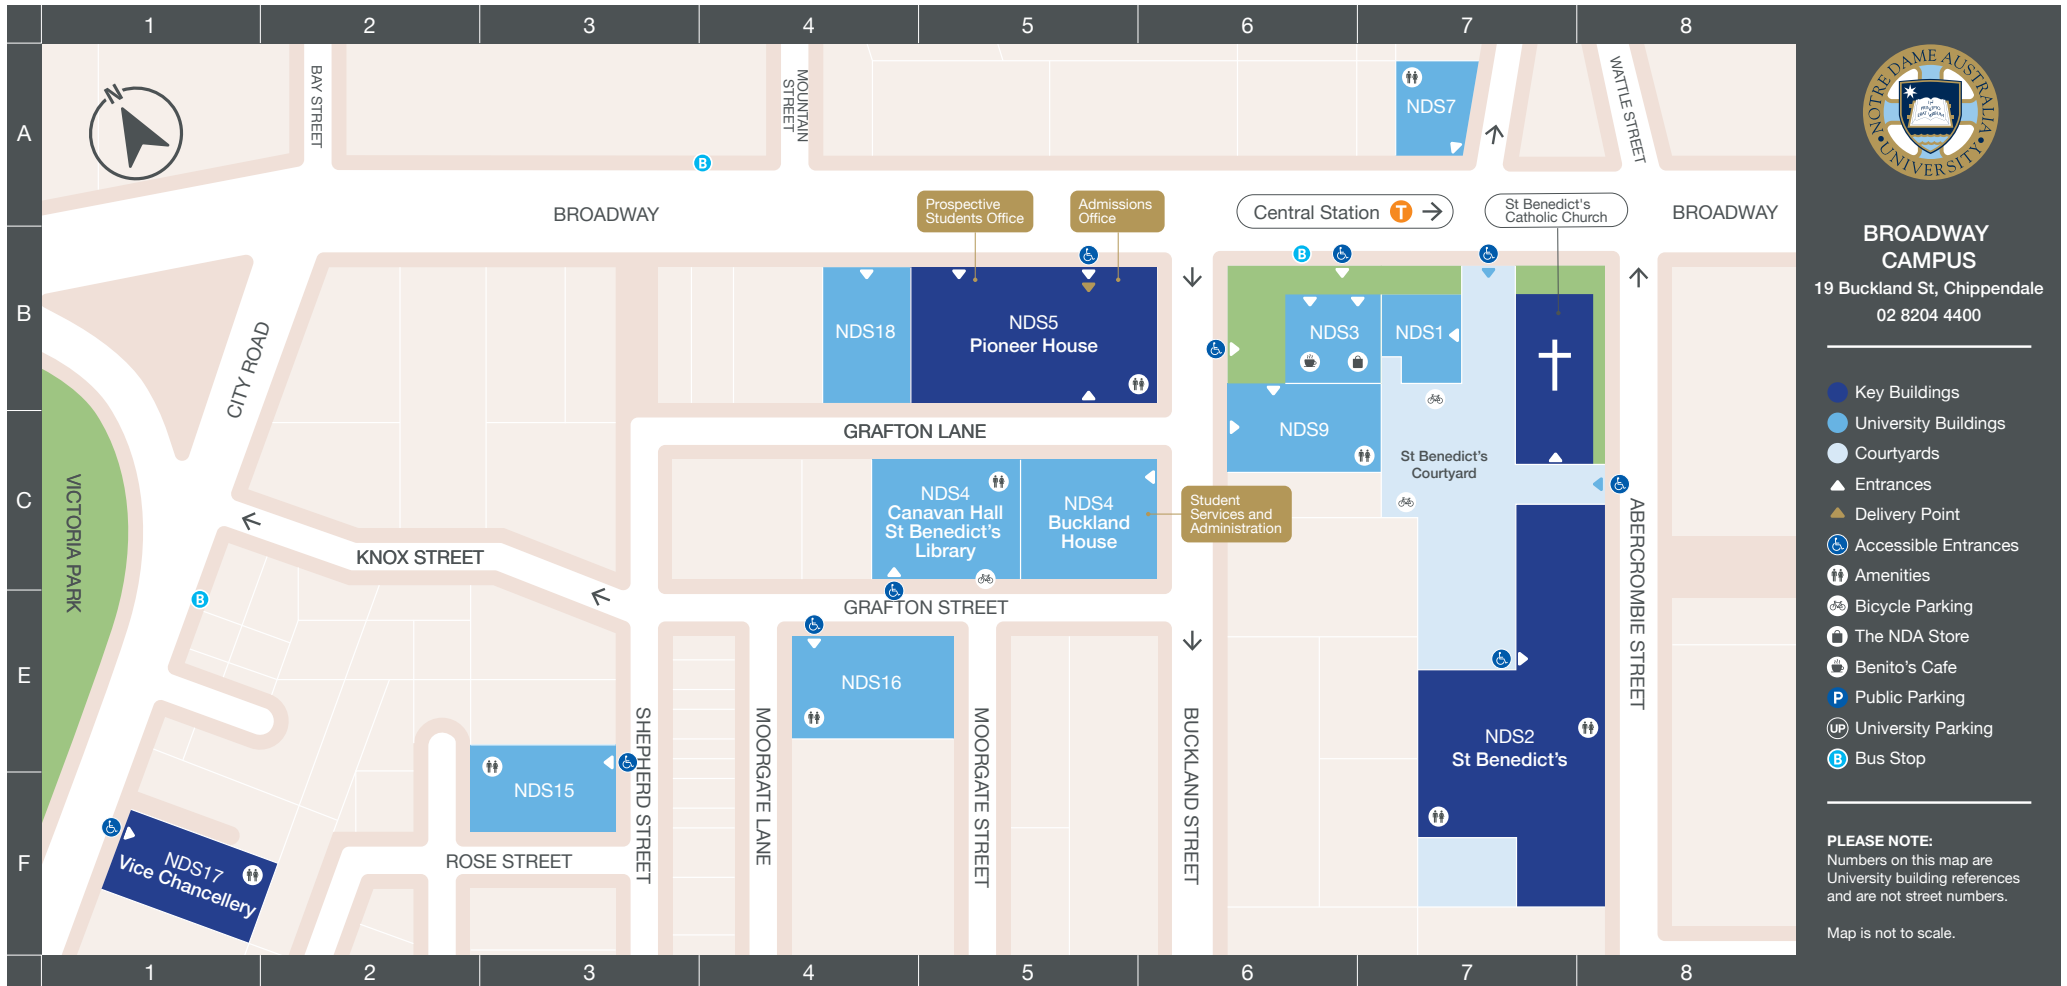 1 2 3 4 5 6 7 8
A
B
C
E
F
N
BAY STREET
MOUNTAIN
STREET
NDS7
WATTLE STREET
B
BROADWAY
Prospective
Students Office
Admissions
Office
Central Station T
St Benedict's
Catholic Church
BROADWAY
B
CITY ROAD
NDS18
NDS5
Pioneer House
NDS3
NDS1
GRAFTON LANE
NDS9
St Benedict's
Courtyard
VICTORIA PARK
NDS4
Canavan Hall
St Benedict's
Library
NDS4
Buckland
House
Student
Services and
Administration
KNOX STREET
ABERCROMBIE STREET
B
GRAFTON STREET
NDS16
SHEPHERD STREET
MOORGATE LANE
MOORGATE STREET
BUCKLAND STREET
NDS2
St Benedict's
NDS15
ROSE STREET
NDS17
Vice Chancellery
1 2 3 4 5 6 7 8
NOTRE DAME AUSTRALIA
UNIVERSITY
BROADWAY
CAMPUS
19 Buckland St, Chippendale
02 8204 4400
Key Buildings
University Buildings
Courtyards
Entrances
Delivery Point
Accessible Entrances
Amenities
Bicycle Parking
The NDA Store
Benito's Cafe
P Public Parking
UP University Parking
B Bus Stop
PLEASE NOTE:
Numbers on this map are
University building references
and are not street numbers.
Map is not to scale.